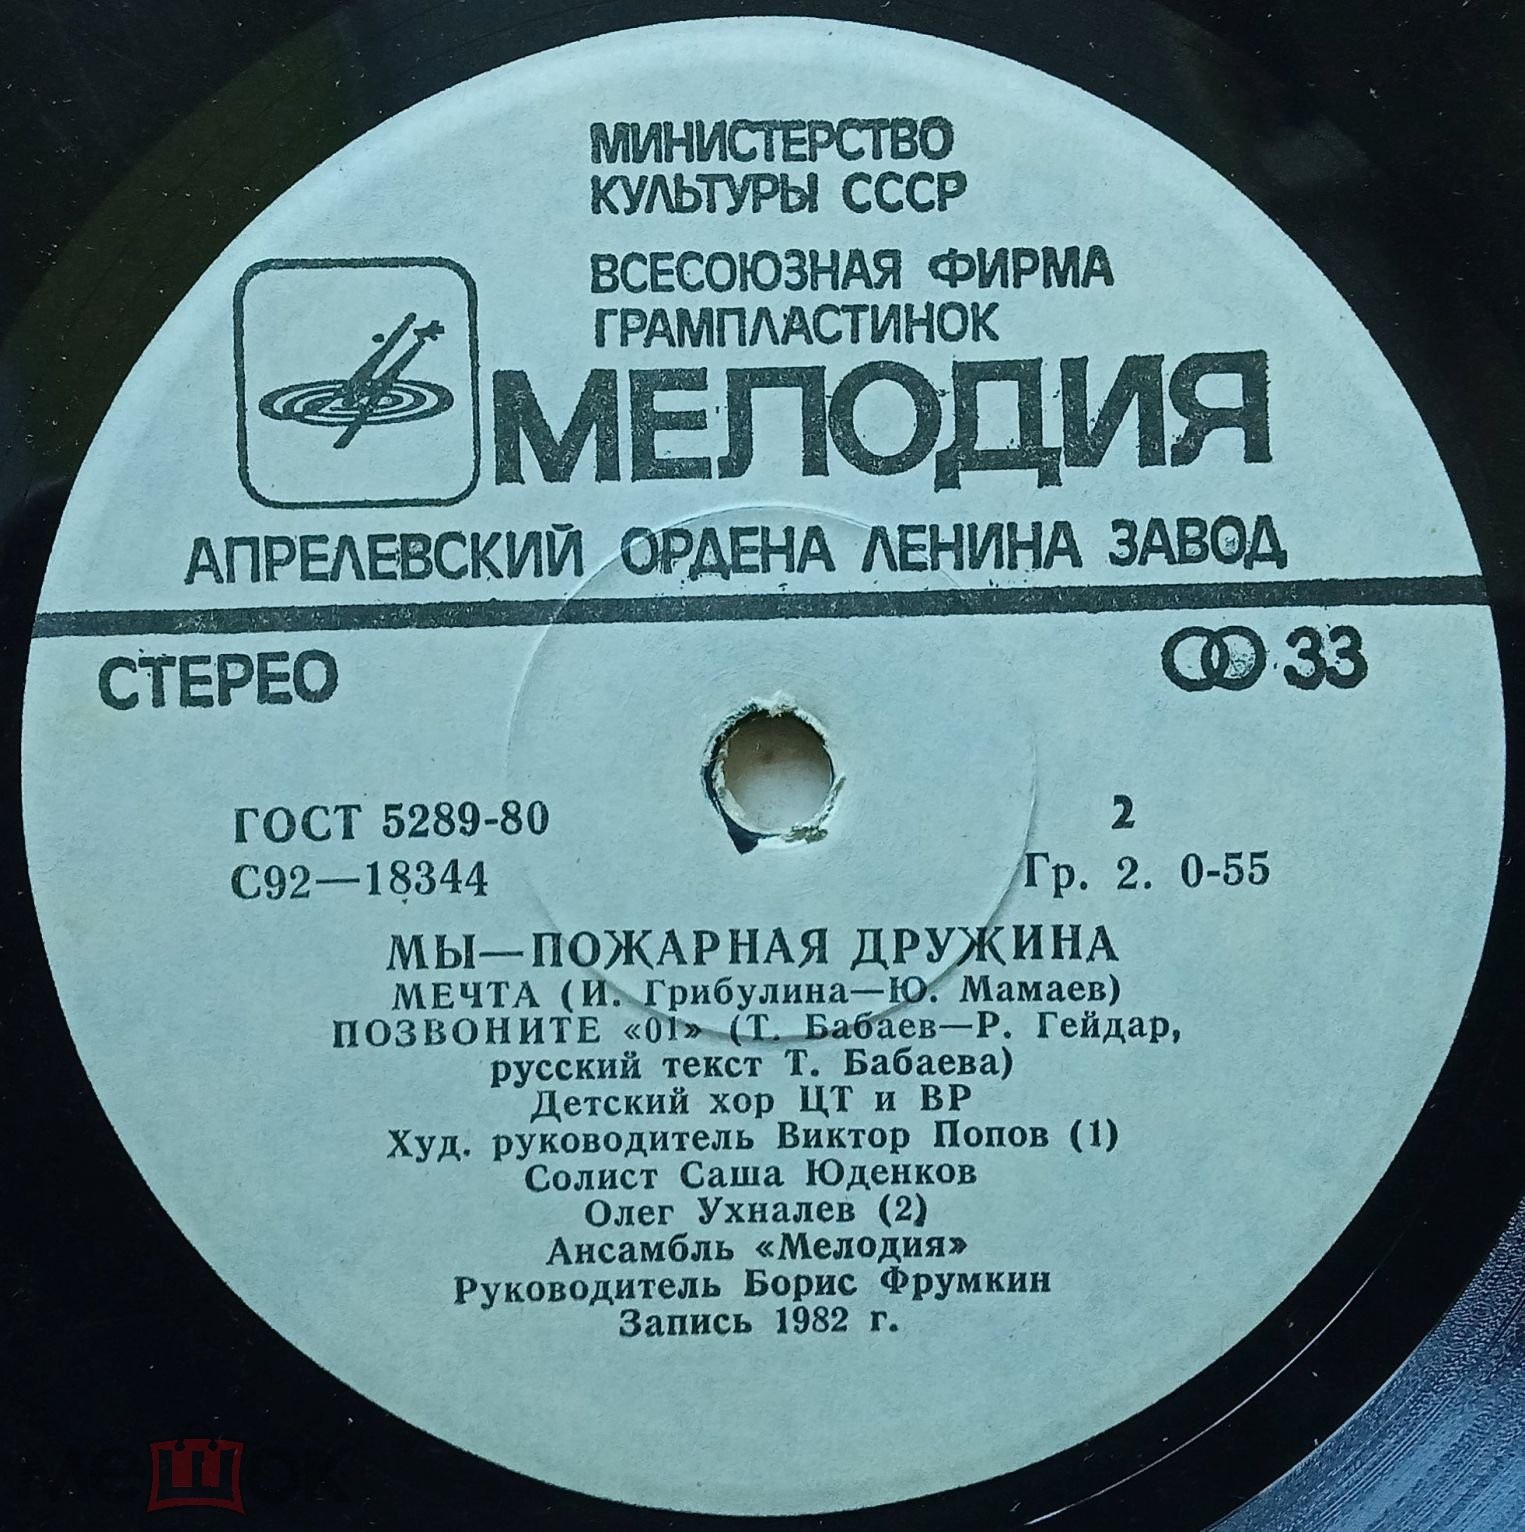 МИНИСТЕРСТВО
КУЛЬТУРЫ СССР
ВСЕСОЮЗНАЯ ФИРМА
ГРАМПЛАСТИНОК
МЕЛОДИЯ
АПРЕЛЕВСКИЙ ОРДЕНА ЛЕНИНА ЗАВОД
СТЕРЕО 33
ГОСТ 5289-80 2
С92—18344 Гр. 2. 0-55
МЫ—ПОЖАРНАЯ ДРУЖИНА
МЕЧТА (И. Грибулина—Ю. Мамаев)
ПОЗВОНИТЕ «01» (Т. Бабаев—Р. Гейдар,
русский текст Т. Бабаева)
Детский хор ЦТ и ВР
Худ. руководитель Виктор Попов (1)
Солист Саша Юденков
Олег Ухналев (2)
Ансамбль «Мелодия»
Руководитель Борис Фрумкин
Запись 1982 г.
мешок